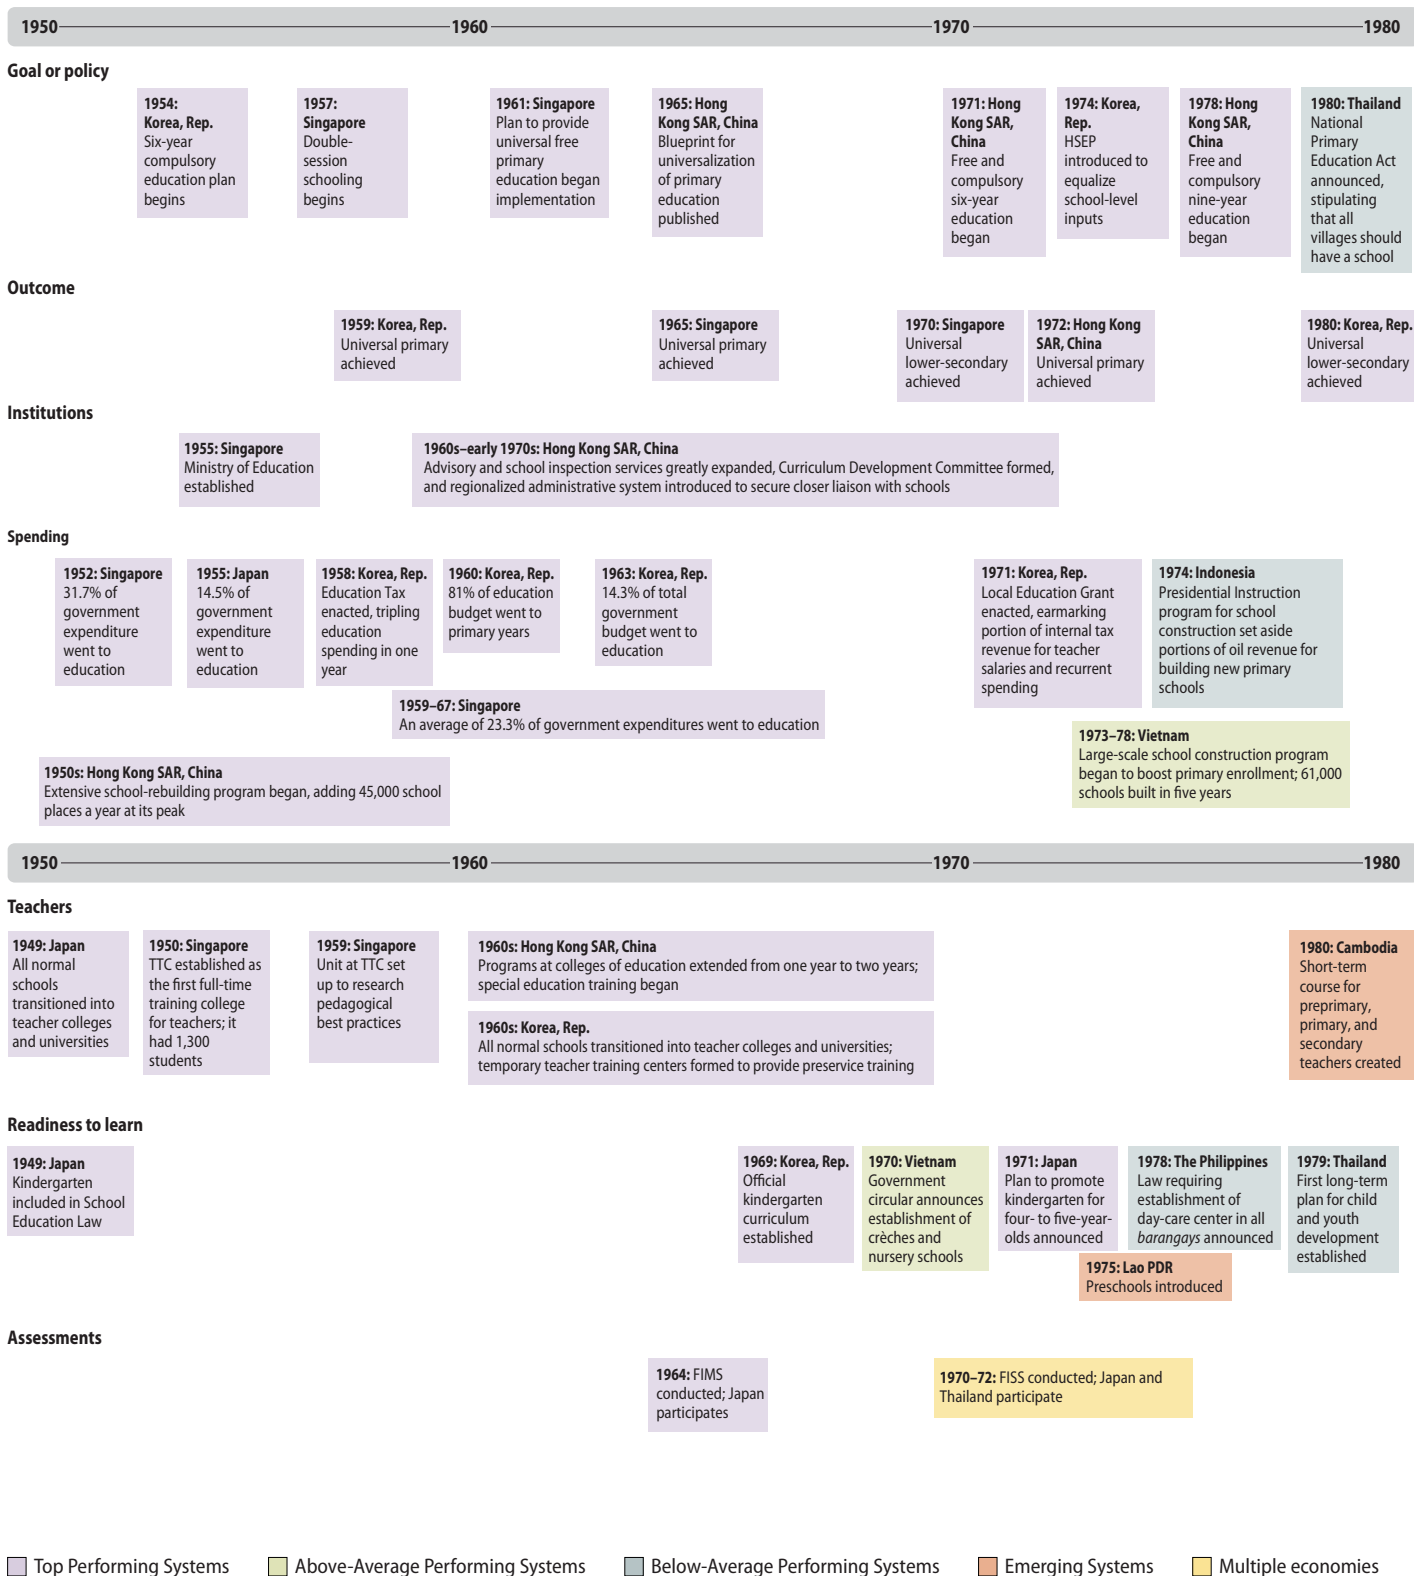 1950 1960 1970 1980
Goal or policy
1954:
Korea, Rep.
Six-year
compulsory
education plan
begins
1957:
Singapore
Double-
session
schooling
begins
1961: Singapore
Plan to provide
universal free
primary
education began
implementation
1965: Hong
Kong SAR, China
Blueprint for
universalization
of primary
education
published
1971: Hong
Kong SAR,
China
Free and
compulsory
six-year
education
began
1974: Korea,
Rep.
HSEP
introduced to
equalize
school-level
inputs
1978: Hong
Kong SAR,
China
Free and
compulsory
nine-year
education
began
1980: Thailand
National
Primary
Education Act
announced,
stipulating
that all
villages should
have a school
Outcome
1959: Korea, Rep.
Universal primary
achieved
1965: Singapore
Universal primary
achieved
1970: Singapore
Universal
lower-secondary
achieved
1972: Hong Kong
SAR, China
Universal primary
achieved
1980: Korea, Rep.
Universal
lower-secondary
achieved
Institutions
1955: Singapore
Ministry of Education
established
1960s–early 1970s: Hong Kong SAR, China
Advisory and school inspection services greatly expanded, Curriculum Development Committee formed,
and regionalized administrative system introduced to secure closer liaison with schools
Spending
1952: Singapore
31.7% of
government
expenditure
went to
education
1955: Japan
14.5% of
government
expenditure
went to
education
1958: Korea, Rep.
Education Tax
enacted, tripling
education
spending in one
year
1960: Korea, Rep.
81% of education
budget went to
primary years
1963: Korea, Rep.
14.3% of total
government
budget went to
education
1971: Korea, Rep.
Local Education Grant
enacted, earmarking
portion of internal tax
revenue for teacher
salaries and recurrent
spending
1974: Indonesia
Presidential Instruction
program for school
construction set aside
portions of oil revenue for
building new primary
schools
1959–67: Singapore
An average of 23.3% of government expenditures went to education
1973–78: Vietnam
Large-scale school construction program
began to boost primary enrollment; 61,000
schools built in five years
1950s: Hong Kong SAR, China
Extensive school-rebuilding program began, adding 45,000 school
places a year at its peak
1950 1960 1970 1980
Teachers
1949: Japan
All normal
schools
transitioned into
teacher colleges
and universities
1950: Singapore
TTC established as
the first full-time
training college
for teachers; it
had 1,300
students
1959: Singapore
Unit at TTC set
up to research
pedagogical
best practices
1960s: Hong Kong SAR, China
Programs at colleges of education extended from one year to two years;
special education training began
1960s: Korea, Rep.
All normal schools transitioned into teacher colleges and universities;
temporary teacher training centers formed to provide preservice training
1980: Cambodia
Short-term
course for
preprimary,
primary, and
secondary
teachers created
Readiness to learn
1949: Japan
Kindergarten
included in School
Education Law
1969: Korea, Rep.
Official
kindergarten
curriculum
established
1970: Vietnam
Government
circular announces
establishment of
crèches and
nursery schools
1971: Japan
Plan to promote
kindergarten for
four- to five-year-
olds announced
1978: The Philippines
Law requiring
establishment of
day-care center in all
barangays announced
1979: Thailand
First long-term
plan for child
and youth
development
established
1975: Lao PDR
Preschools introduced
Assessments
1964: FIMS
conducted; Japan
participates
1970–72: FISS conducted; Japan and
Thailand participate
Top Performing Systems Above-Average Performing Systems Below-Average Performing Systems Emerging Systems Multiple economies